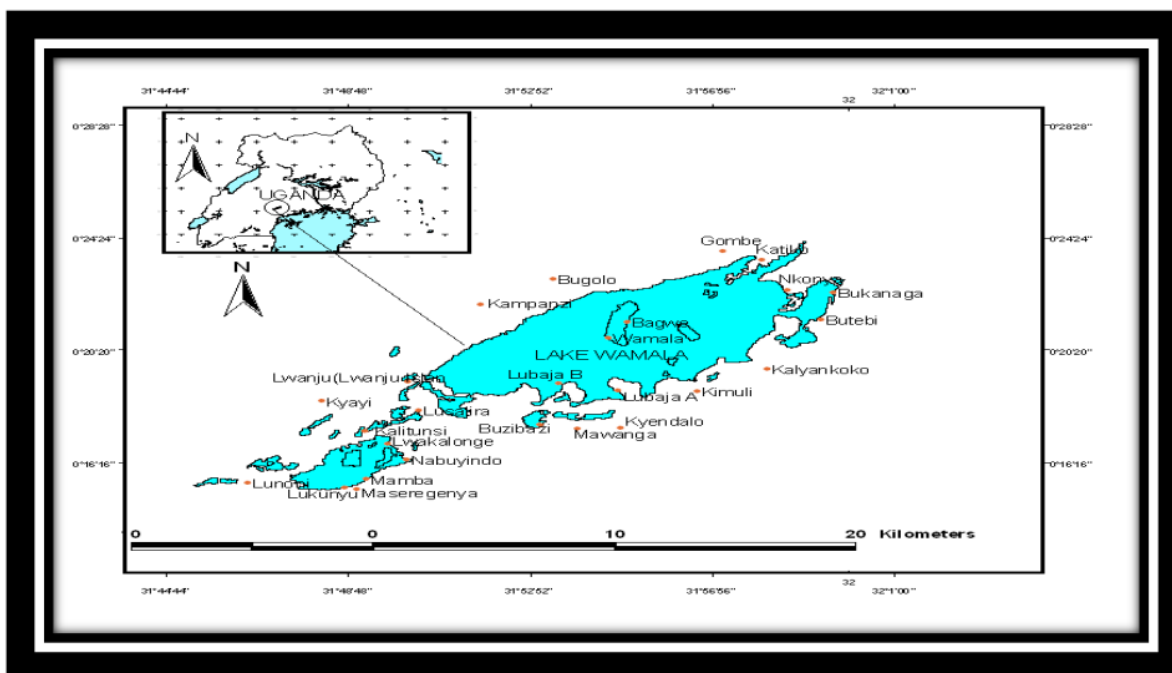 31°44'44" 31°48'48" 31°52'52" 31°56'56" 32 32°1'00"
0°28'28" 0°28'28"
N
UGANDA
0°24'24" 0°24'24"
N
Gombe
Katiko
Bugolo
Nkonya
Bukanaga
Kampanzi
Bagwe
Butebi
Wamala
0°20'20" LAKE WAMALA 0°20'20"
Lwanju(Lwanju
Lubaja B
Kalyankoko
Kyayi
Lubaja A
Kimuli
Lusajira
Buzibazi
Kyendalo
Kalitunsi
Mawanga
Lwakalonge
0°16'16" Nabuyindo 0°16'16"
Mamba
Lukunyu
Maseregenya
0 0 10 20 Kilometers
31°44'44" 31°48'48" 31°52'52" 31°56'56" 32 32°1'00"